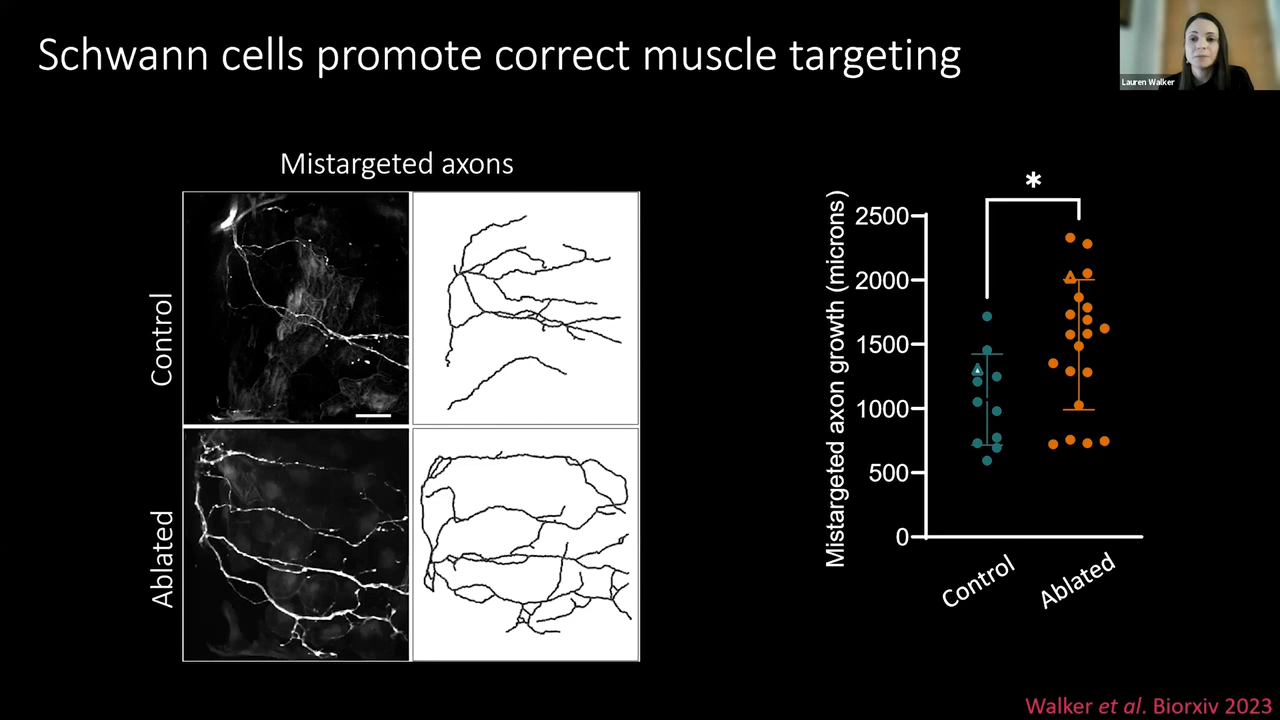 Schwann cells promote correct muscle targeting
Lauren Walker
Mistargeted axons
Control
Ablated
*
Mistargeted axon growth (microns)
2500
2000
1500
1000
500
0
Control
Ablated
Walker et al. Biorxiv 2023